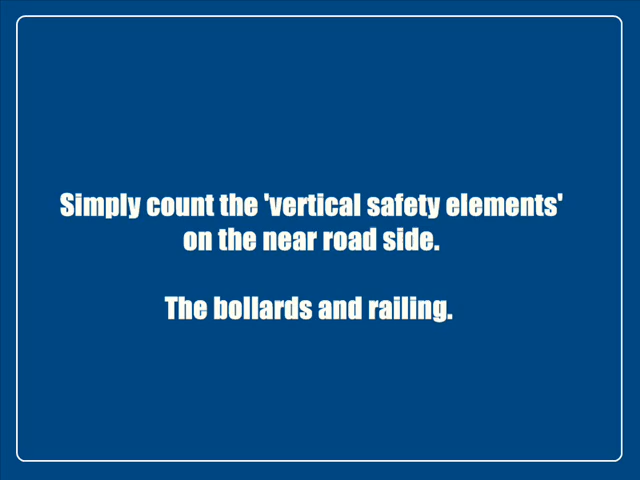 Simply count the 'vertical safety elements'
on the near road side.
The bollards and railing.